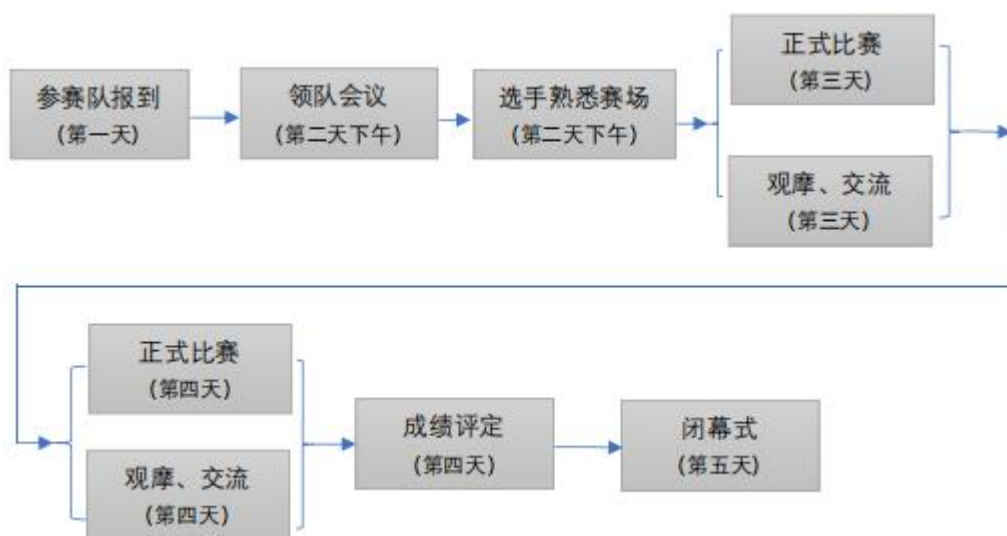 参赛队报到
(第一天)
领队会议
(第二天下午)
选手熟悉赛场
(第二天下午)
正式比赛
(第三天)
观摩、交流
(第三天)
正式比赛
(第四天)
观摩、交流
(第四天)
成绩评定
(第四天)
闭幕式
(第五天)